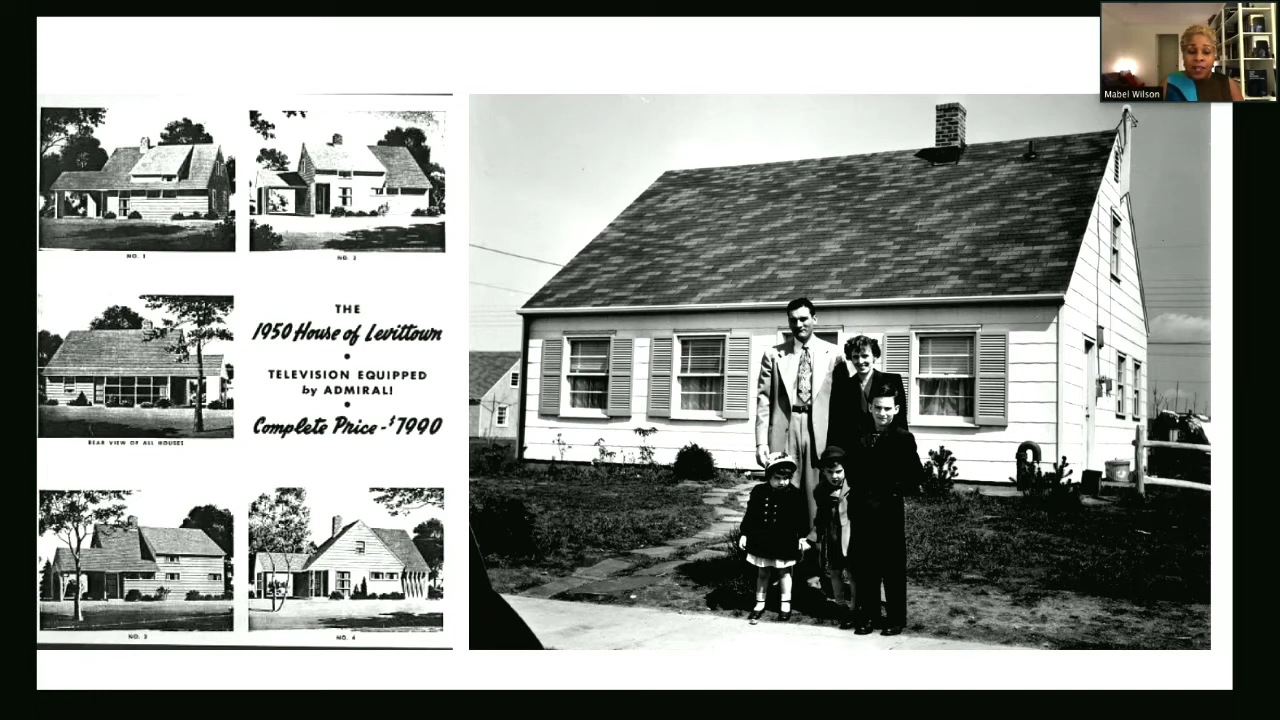 Mabel Wilson
NO. 1
NO. 2
THE
1950 House of Levittown
TELEVISION EQUIPPED
by ADMIRAL!
Complete Price - $7990
REAR VIEW OF ALL HOUSES
NO. 3
NO. 4